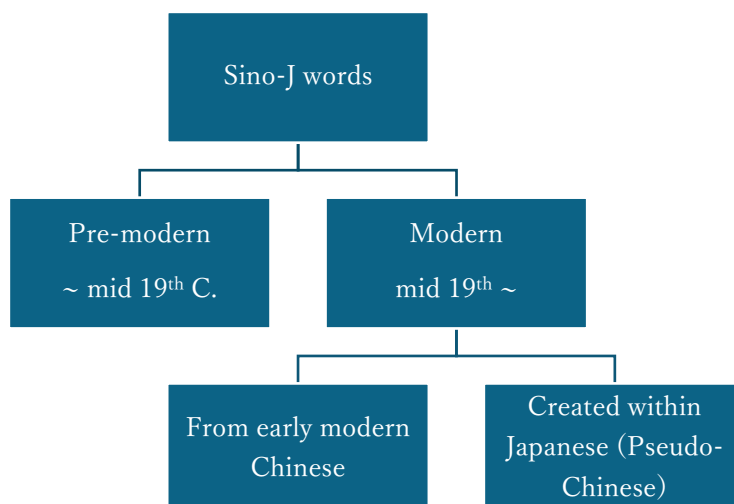 Sino-J words
Pre-modern
~ mid 19th C.
Modern
mid 19th ~
From early modern
Chinese
Created within
Japanese (Pseudo-
Chinese)